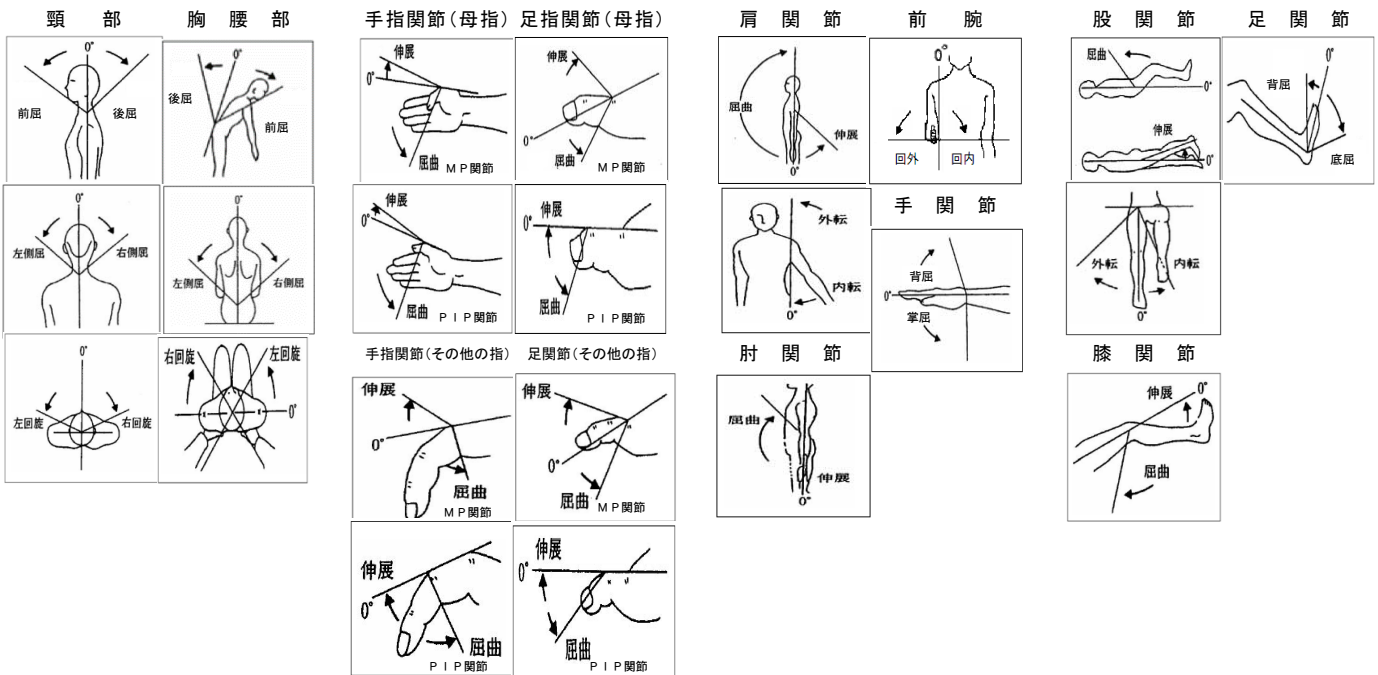 頸部
0°
前屈
後屈
0°
左側屈
右側屈
0°
左回旋
右回旋
胸腰部
0°
後屈
前屈
0°
左側屈
右側屈
右回旋
左回旋
0°
手指関節(母指)
伸展
0°
屈曲
MP関節
伸展
0°
屈曲
PIP関節
足指関節(母指)
伸展
0°
屈曲
MP関節
伸展
0°
屈曲
PIP関節
手指関節(その他の指)
伸展
0°
屈曲
MP関節
伸展
0°
屈曲
PIP関節
足関節(その他の指)
伸展
0°
屈曲
MP関節
伸展
0°
屈曲
PIP関節
肩関節
屈曲
伸展
0°
外転
内転
0°
肘関節
屈曲
伸展
0°
前腕
0°
回外
回内
手関節
背屈
0°
掌屈
股関節
屈曲
0°
伸展
0°
外転
内転
0°
膝関節
伸展
0°
屈曲
足関節
0°
背屈
底屈